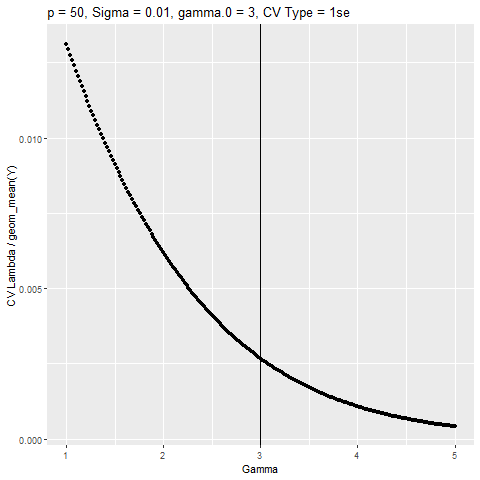 p = 50, Sigma = 0.01, gamma.0 = 3, CV Type = 1se
CV Lambda / geom_mean(Y)
0.010
0.005
0.000
1 2 3 4 5
Gamma